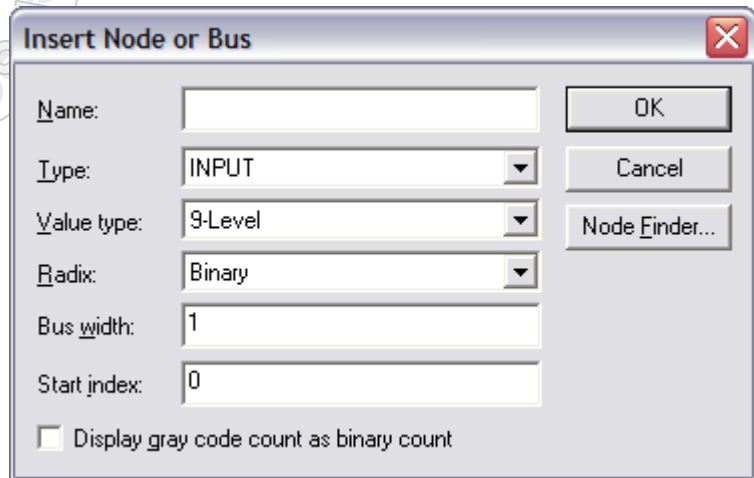 Insert Node or Bus
Name:
OK
Type:
INPUT
Cancel
Value type:
9-Level
Node Finder...
Radix:
Binary
Bus width:
1
Start index:
0
Display gray code count as binary count